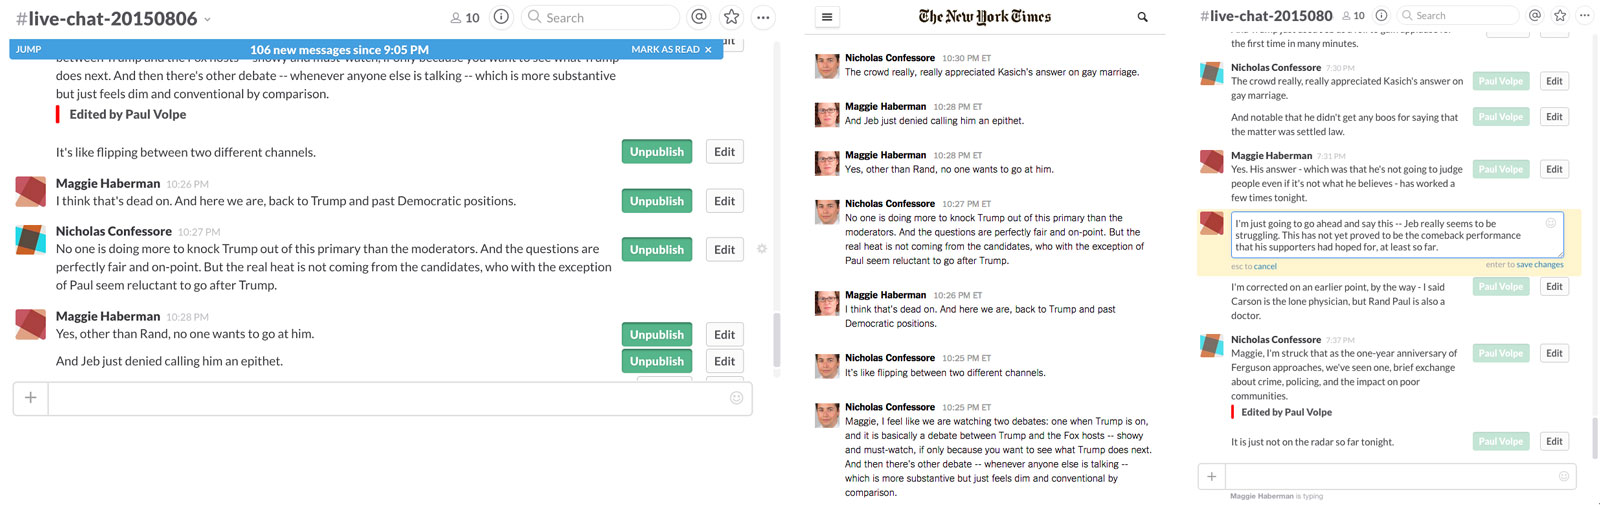 #live-chat-20150806
10
Search
JUMP
106 new messages since 9:05 PM
MARK AS READ ×
does next. And then there's other debate -- whenever anyone else is talking -- which is more substantive
but just feels dim and conventional by comparison.
Edited by Paul Volpe
It's like flipping between two different channels.
Unpublish
Edit
Maggie Haberman 10:26 PM
I think that's dead on. And here we are, back to Trump and past Democratic positions.
Unpublish
Edit
Nicholas Confessore 10:27 PM
No one is doing more to knock Trump out of this primary than the moderators. And the questions are
perfectly fair and on-point. But the real heat is not coming from the candidates, who with the exception
of Paul seem reluctant to go after Trump.
Unpublish
Edit
Maggie Haberman 10:28 PM
Yes, other than Rand, no one wants to go at him.
Unpublish
Edit
And Jeb just denied calling him an epithet.
Unpublish
Edit
The New York Times
Nicholas Confessore 10:30 PM ET
The crowd really, really appreciated Kasich's answer on gay marriage.
Maggie Haberman 10:28 PM ET
And Jeb just denied calling him an epithet.
Maggie Haberman 10:28 PM ET
Yes, other than Rand, no one wants to go at him.
Nicholas Confessore 10:27 PM ET
No one is doing more to knock Trump out of this primary than the
moderators. And the questions are perfectly fair and on-point. But the
real heat is not coming from the candidates, who with the exception of
Paul seem reluctant to go after Trump.
Maggie Haberman 10:26 PM ET
I think that's dead on. And here we are, back to Trump and past
Democratic positions.
Nicholas Confessore 10:25 PM ET
It's like flipping between two different channels.
Nicholas Confessore 10:25 PM ET
Maggie, I feel like we are watching two debates: one when Trump is on,
and it is basically a debate between Trump and the Fox hosts -- showy
and must-watch, if only because you want to see what Trump does next.
And then there's other debate -- whenever anyone else is talking --
which is more substantive but just feels dim and conventional by
comparison.
#live-chat-2015080
10
Search
the first time in many minutes.
Nicholas Confessore 7:30 PM
The crowd really, really appreciated Kasich's answer on
gay marriage.
Paul Volpe
Edit
And notable that he didn't get any boos for saying that
the matter was settled law.
Paul Volpe
Edit
Maggie Haberman 7:31 PM
Yes. His answer - which was that he's not going to judge
people even if it's not what he believes - has worked a
few times tonight.
Paul Volpe
Edit
I'm just going to go ahead and say this -- Jeb really seems to be
struggling. This has not yet proved to be the comeback performance
that his supporters had hoped for, at least so far.
esc to cancel
enter to save changes
I'm corrected on an earlier point, by the way - I said
Carson is the lone physician, but Rand Paul is also a
doctor.
Paul Volpe
Edit
Nicholas Confessore 7:37 PM
Maggie, I'm struck that as the one-year anniversary of
Ferguson approaches, we've seen one, brief exchange
about crime, policing, and the impact on poor
communities.
Paul Volpe
Edit
Edited by Paul Volpe
It is just not on the radar so far tonight.
Paul Volpe
Edit
Maggie Haberman is typing